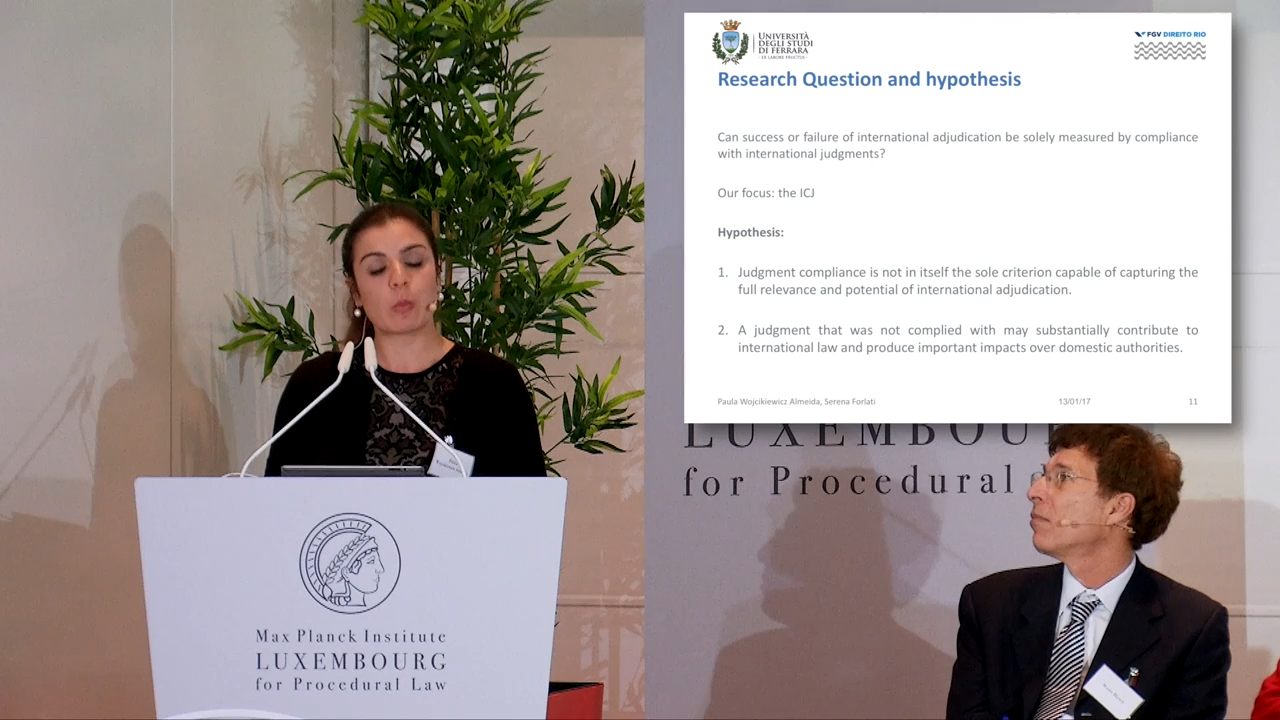 UNIVERSITÀ
DEGLI STUDI
DI FERRARA
- EX LABORE FRUCTUS -
FGV DIREITO RIO
Research Question and hypothesis
Can success or failure of international adjudication be solely measured by compliance
with international judgments?
Our focus: the ICJ
Hypothesis:
1. Judgment compliance is not in itself the sole criterion capable of capturing the
full relevance and potential of international adjudication.
2. A judgment that was not complied with may substantially contribute to
international law and produce important impacts over domestic authorities.
Paula Wojcikiewicz Almeida, Serena Forlati 13/01/17 11
LUXEMBOU
for Procedural
Max Planck Institute
LUXEMBOURG
for Procedural Law